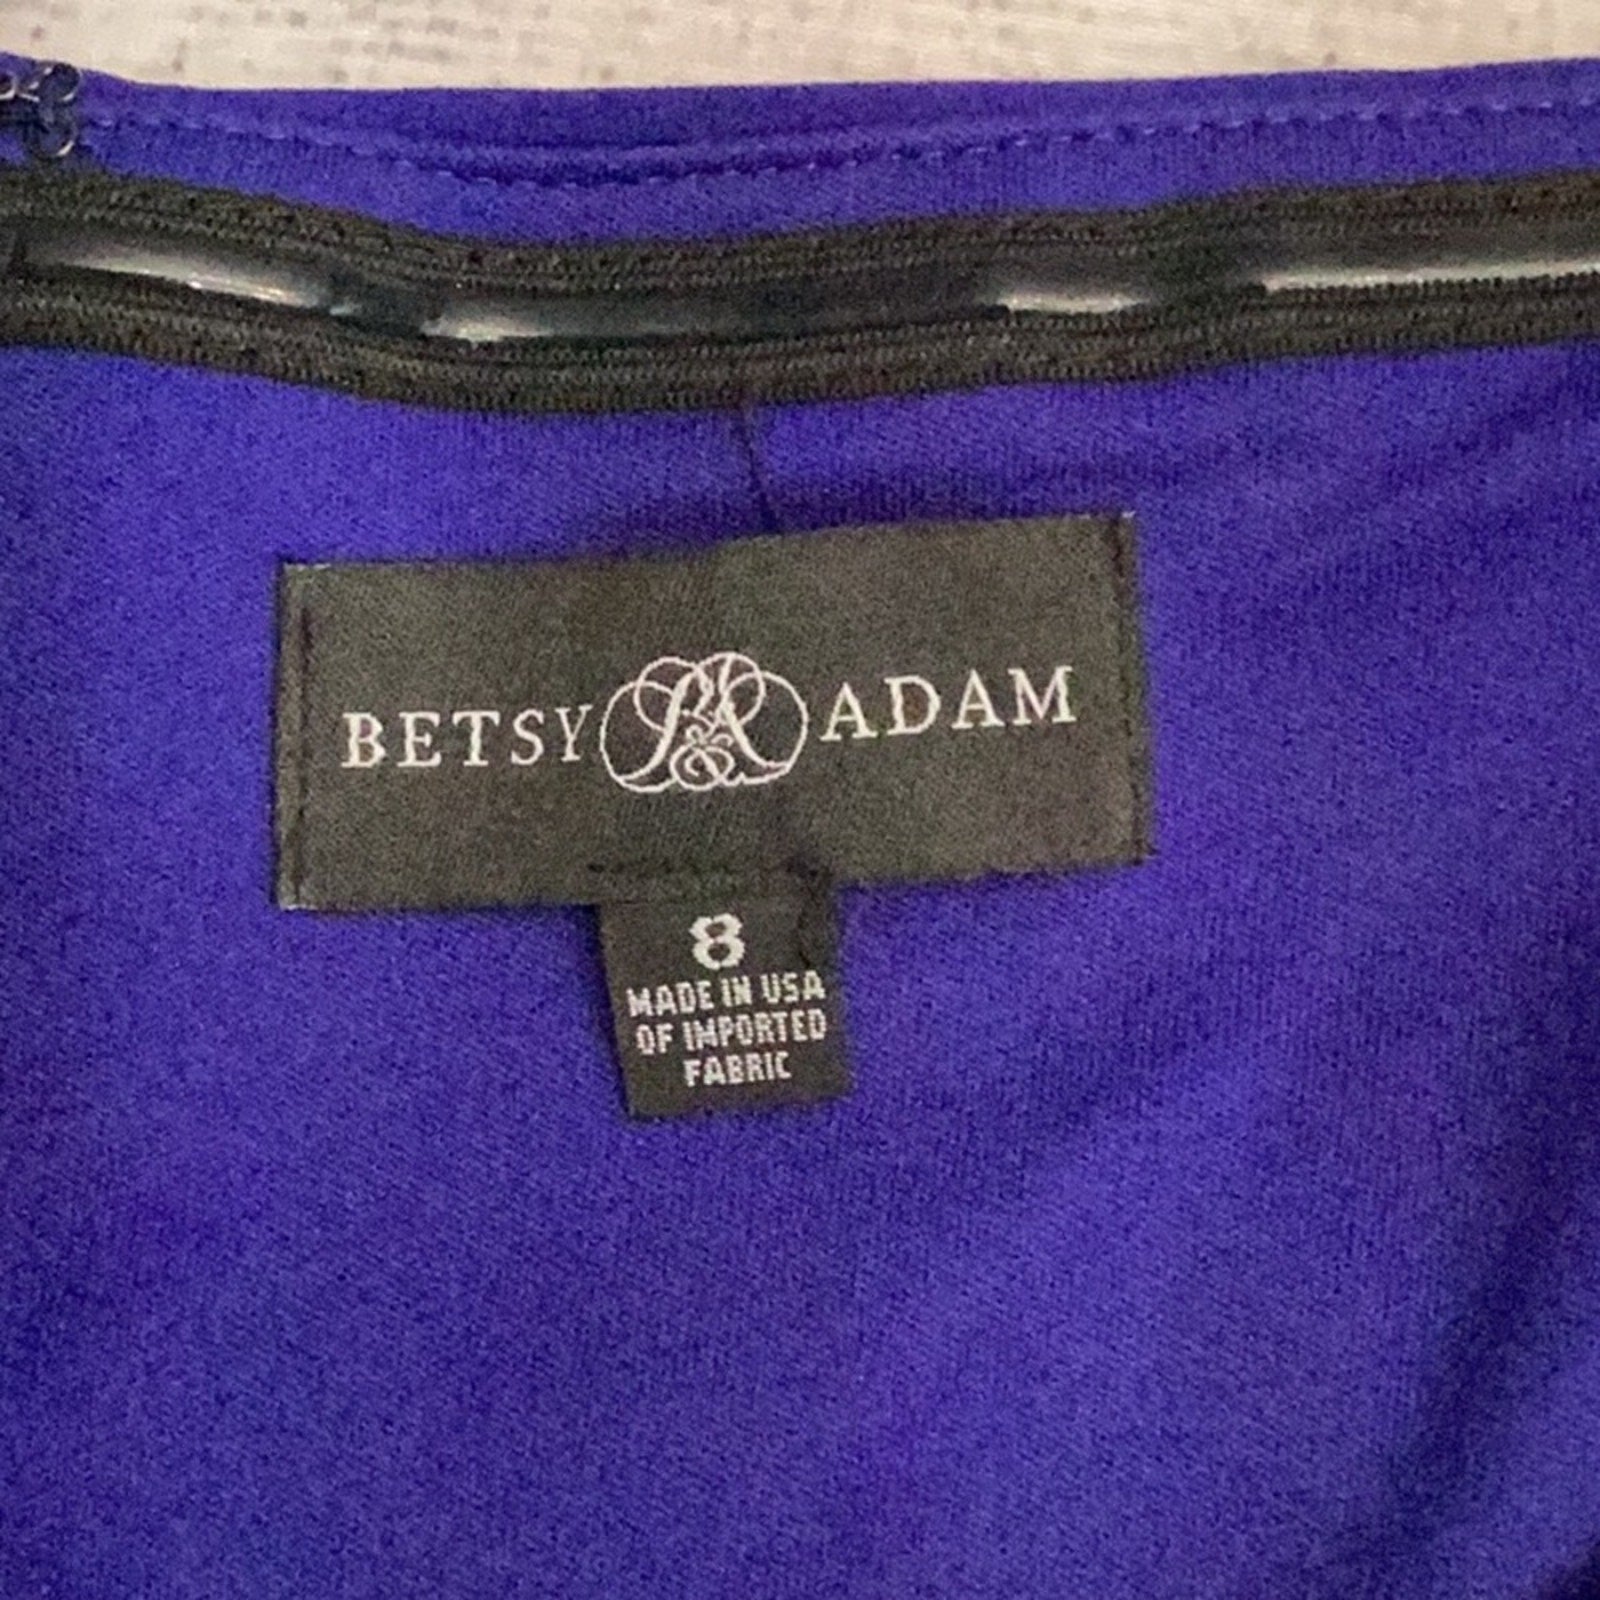 BETSY B&A ADAM
8
MADE IN USA
OF IMPORTED
FABRIC